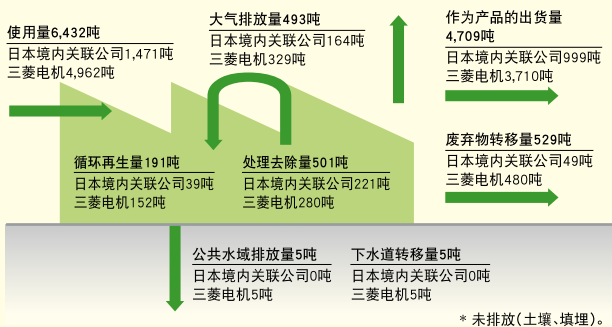 使用量6,432吨
日本境内关联公司1,471吨
三菱电机4,962吨
大气排放量493吨
日本境内关联公司164吨
三菱电机329吨
作为产品的出货量
4,709吨
日本境内关联公司999吨
三菱电机3,710吨
循环再生量191吨
日本境内关联公司39吨
三菱电机152吨
处理去除量501吨
日本境内关联公司221吨
三菱电机280吨
废弃物转移量529吨
日本境内关联公司49吨
三菱电机480吨
公共水域排放量5吨
日本境内关联公司0吨
三菱电机5吨
下水道转移量5吨
日本境内关联公司0吨
三菱电机5吨
* 未排放(土壤、填埋)。